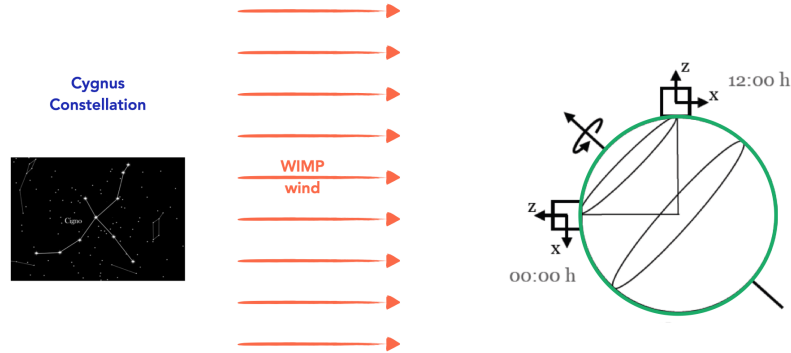 Cygnus
Constellation
Cigno
WIMP
wind
z
x
12:00 h
z
x
00:00 h